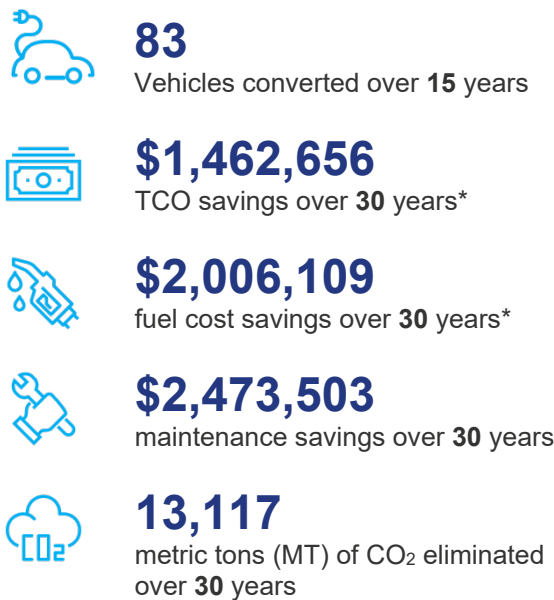 83
Vehicles converted over 15 years
$1,462,656
TCO savings over 30 years*
$2,006,109
fuel cost savings over 30 years*
$2,473,503
maintenance savings over 30 years
CO2
13,117
metric tons (MT) of CO₂ eliminated
over 30 years